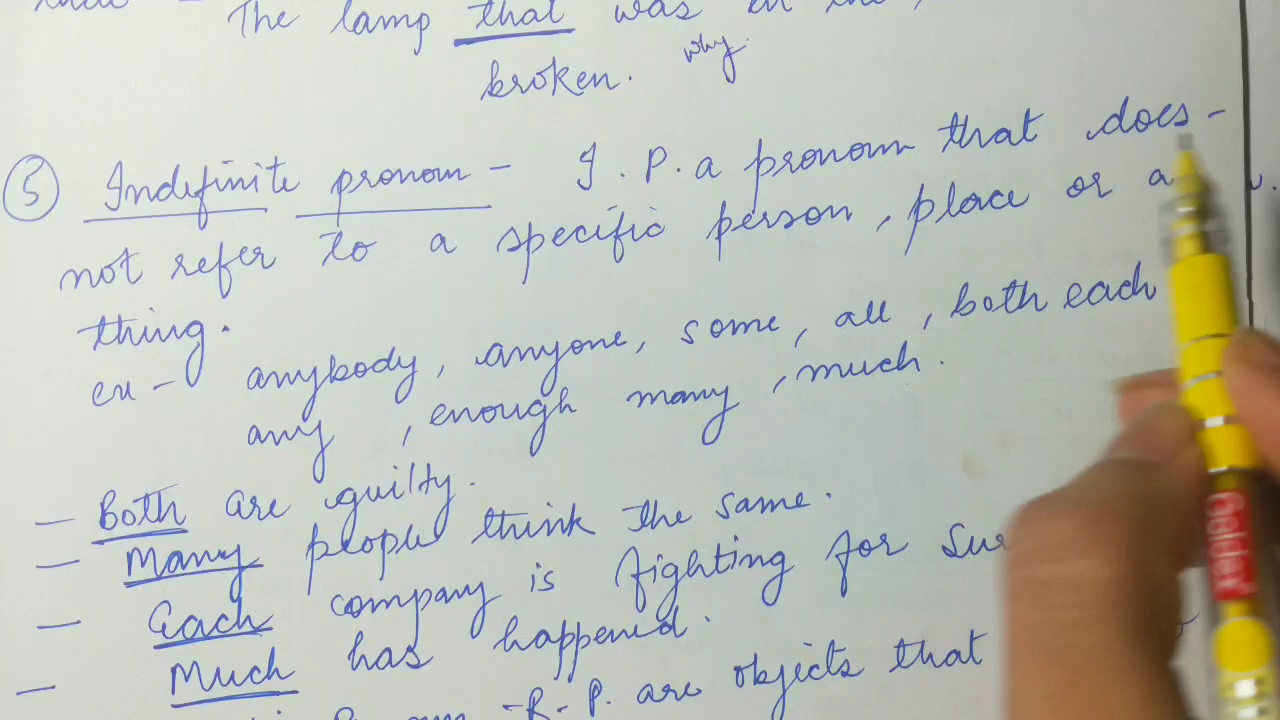 The lamp that was
broken. why
5 Indefinite pronoun - I.P. a pronoun that does-
not refer to a specific person, place or a
thing.
ex - anybody, anyone, some, all, both each
any , enough many , much.
- Both are guilty.
- Many people think the same.
- Each company is fighting for sur
- Much has happened.
- R. P. are objects that